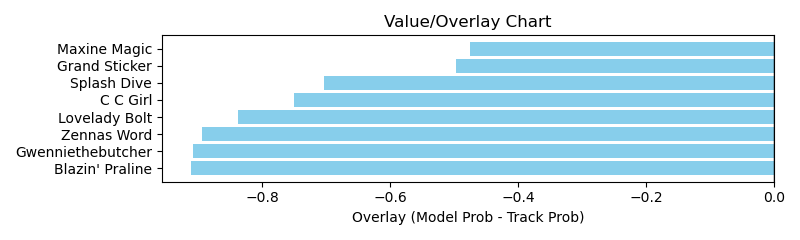 Value/Overlay Chart
Maxine Magic
Grand Sticker
Splash Dive
C C Girl
Lovelady Bolt
Zennas Word
Gwenniethebutcher
Blazin' Praline
−0.8 −0.6 −0.4 −0.2 0.0
Overlay (Model Prob - Track Prob)